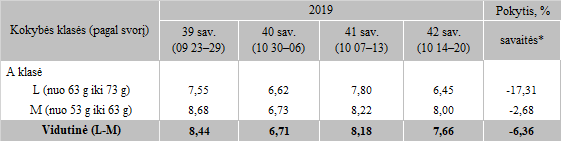 Kokybės klasės (pagal svorį) 2019 Pokytis, %
39 sav. (09 23–29) 40 sav. (10 30–06) 41 sav. (10 07–13) 42 sav. (10 14–20) savaitės*
A klasė
L (nuo 63 g iki 73 g) 7,55 6,62 7,80 6,45 -17,31
M (nuo 53 g iki 63 g) 8,68 6,73 8,22 8,00 -2,68
Vidutinė (L-M) 8,44 6,71 8,18 7,66 -6,36